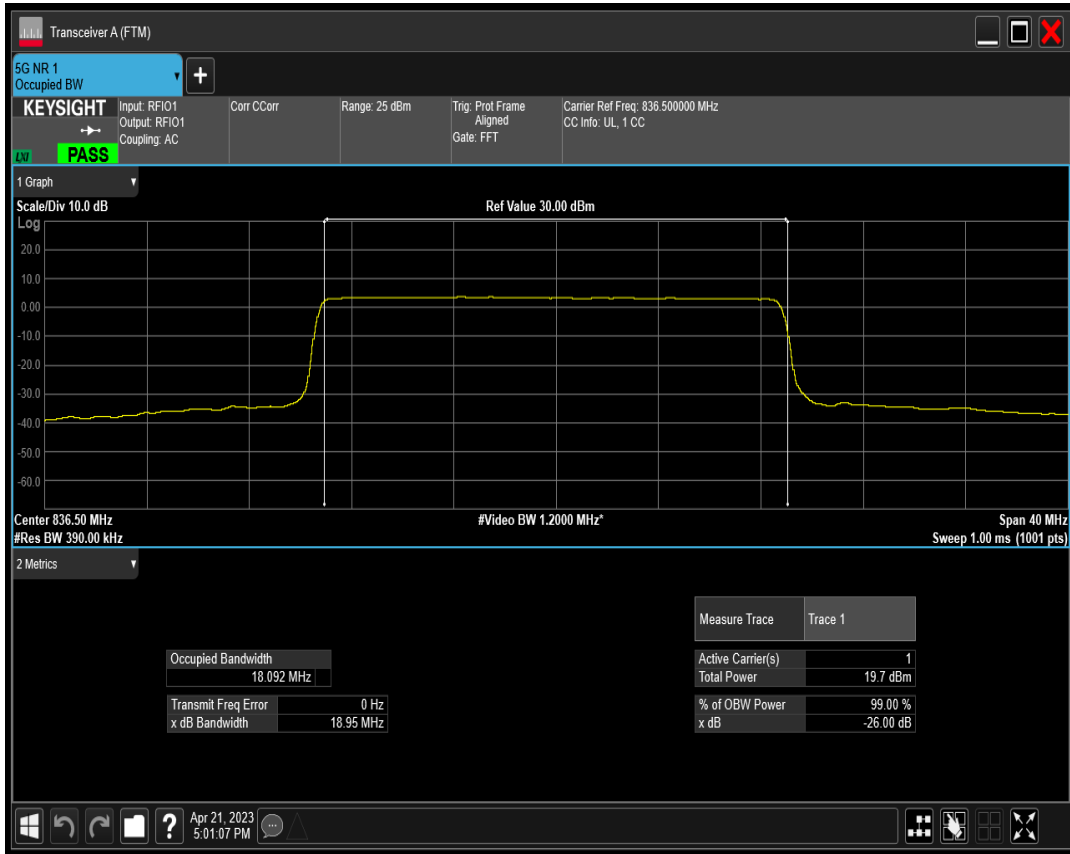 Transceiver A (FTM)
5G NR 1
Occupied BW
+
KEYSIGHT
LXI
PASS
Input: RFIO1
Output: RFIO1
Coupling: AC
Corr CCorr
Range: 25 dBm
Trig: Prot Frame
Aligned
Gate: FFT
Carrier Ref Freq: 836.500000 MHz
CC Info: UL, 1 CC
1 Graph
Scale/Div 10.0 dB
Ref Value 30.00 dBm
Log
20.0
10.0
0.00
-10.0
-20.0
-30.0
-40.0
-50.0
-60.0
Center 836.50 MHz
#Video BW 1.2000 MHz*
Span 40 MHz
#Res BW 390.00 kHz
Sweep 1.00 ms (1001 pts)
2 Metrics
Measure Trace Trace 1
Occupied Bandwidth
18.092 MHz
Transmit Freq Error 0 Hz
x dB Bandwidth 18.95 MHz
Active Carrier(s) 1
Total Power 19.7 dBm
% of OBW Power 99.00 %
x dB -26.00 dB
?
Apr 21, 2023
5:01:07 PM